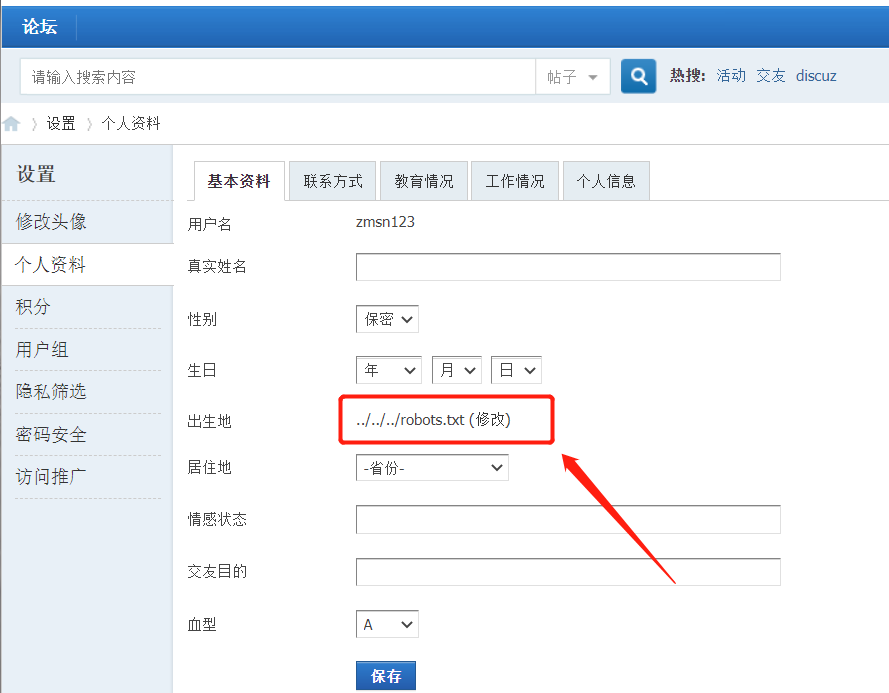 论坛
请输入搜索内容 帖子 热搜: 活动 交友 discuz
设置 个人资料
设置
修改头像
个人资料
积分
用户组
隐私筛选
密码安全
访问推广
基本资料 联系方式 教育情况 工作情况 个人信息
用户名 zmsn123
真实姓名
性别 保密
生日 年 月 日
出生地 ../../../robots.txt (修改)
居住地 -省份-
情感状态
交友目的
血型 A
保存